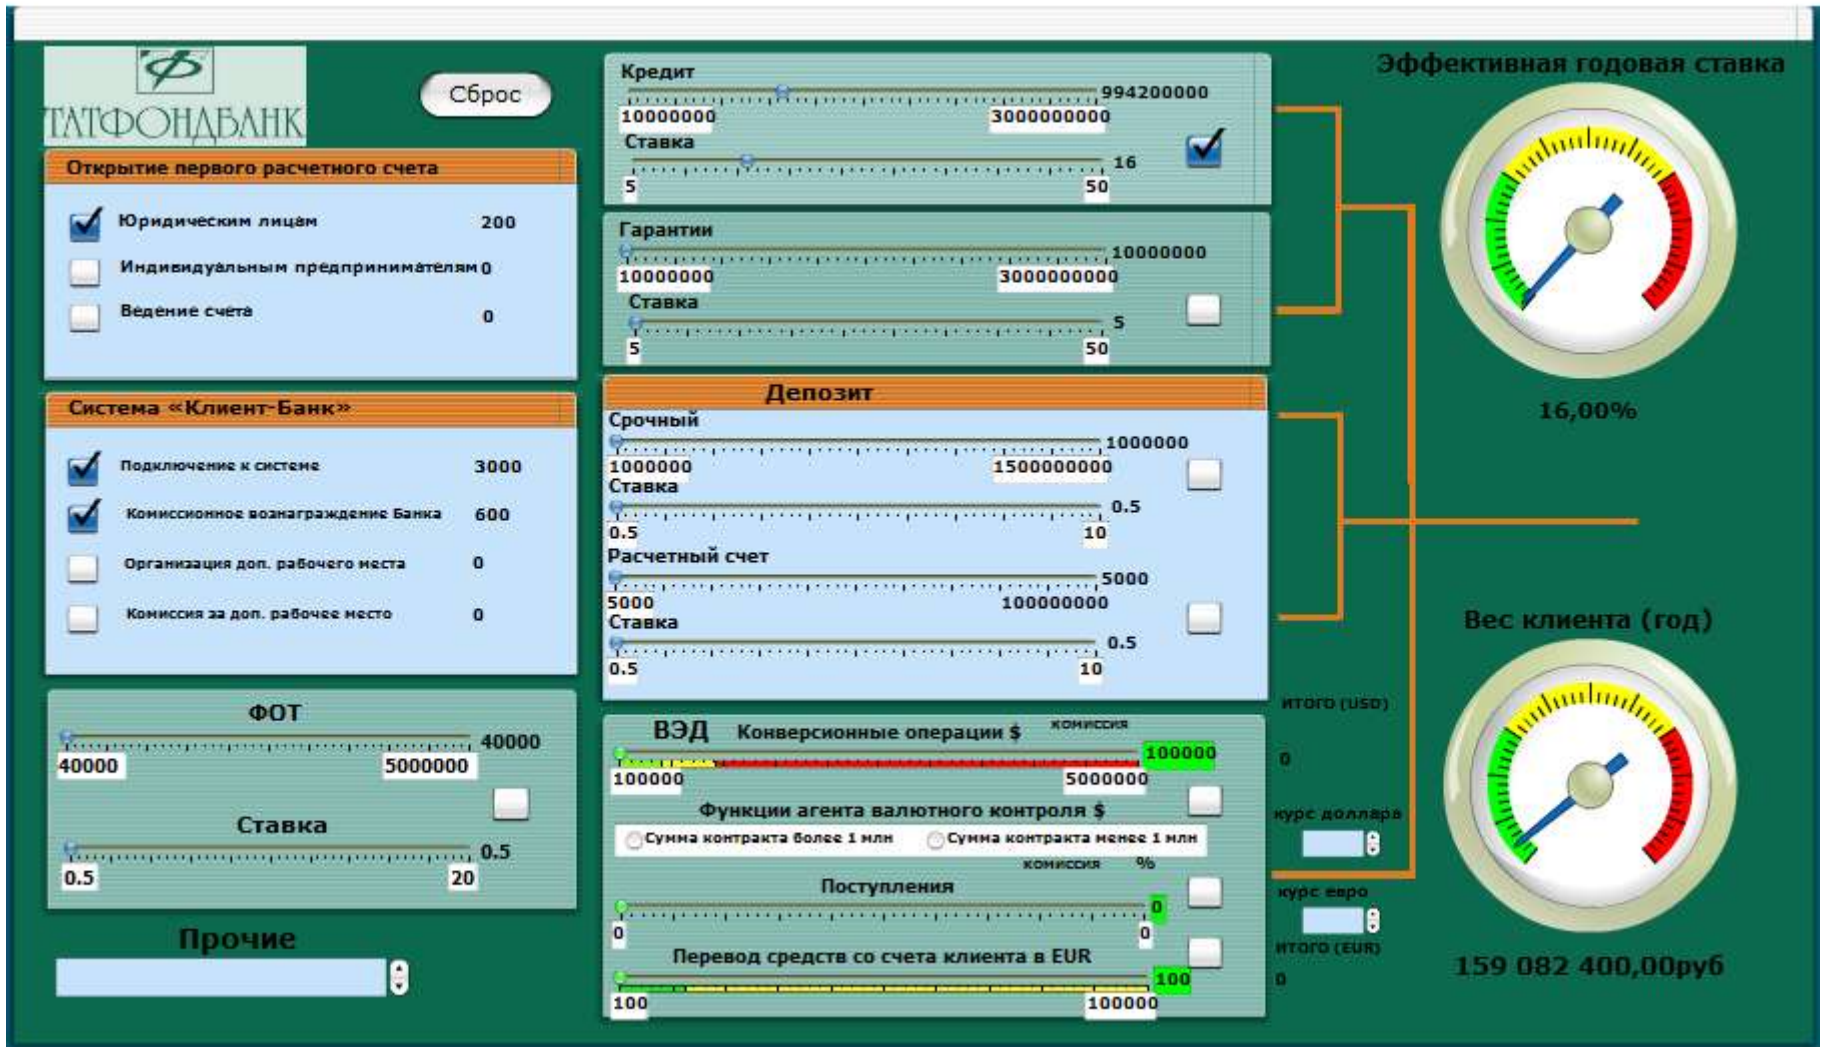 ТАТФОНДБАНК
Сброс
Открытие первого расчетного счета
Юридическим лицам 200
Индивидуальным предпринимателям 0
Ведение счета 0
Система «Клиент-Банк»
Подключение к системе 3000
Комиссионное вознаграждение Банка 600
Организация доп. рабочего места 0
Комиссия за доп. рабочее место 0
ФОТ
40000
40000 5000000
Ставка
0.5
0.5 20
Прочие
Кредит
994200000
10000000 3000000000
Ставка
16
5 50
Гарантии
10000000
10000000 3000000000
Ставка
5
5 50
Депозит
Срочный
1000000
1000000 1500000000
Ставка
0.5
0.5 10
Расчетный счет
5000
5000 100000000
Ставка
0.5
0.5 10
ВЭД Конверсионные операции $ комиссия
100000
100000 5000000
Функции агента валютного контроля $
Сумма контракта более 1 млн Сумма контракта менее 1 млн
комиссия %
Поступления
0
0 0
Перевод средств со счета клиента в EUR
100
100 100000
итого (USD)
0
курс доллара
курс евро
итого (EUR)
0
Эффективная годовая ставка
16,00%
Вес клиента (год)
159 082 400,00руб